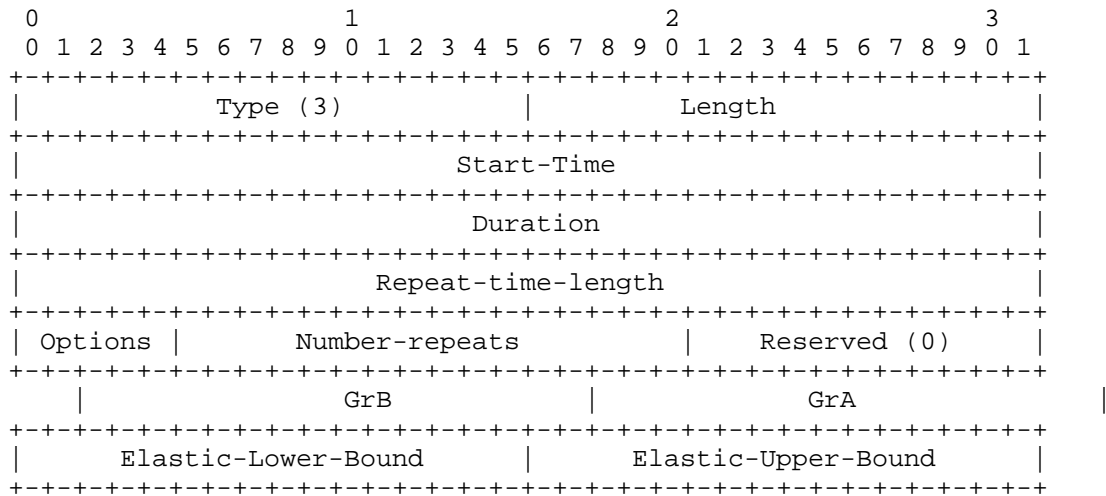 0                   1                   2                   3
 0 1 2 3 4 5 6 7 8 9 0 1 2 3 4 5 6 7 8 9 0 1 2 3 4 5 6 7 8 9 0 1
+-+-+-+-+-+-+-+-+-+-+-+-+-+-+-+-+-+-+-+-+-+-+-+-+-+-+-+-+-+-+-+-+
|            Type (3)           |         Length                |
+-+-+-+-+-+-+-+-+-+-+-+-+-+-+-+-+-+-+-+-+-+-+-+-+-+-+-+-+-+-+-+-+
|                           Start-Time                          |
+-+-+-+-+-+-+-+-+-+-+-+-+-+-+-+-+-+-+-+-+-+-+-+-+-+-+-+-+-+-+-+-+
|                            Duration                           |
+-+-+-+-+-+-+-+-+-+-+-+-+-+-+-+-+-+-+-+-+-+-+-+-+-+-+-+-+-+-+-+-+
|                      Repeat-time-length                       |
+-+-+-+-+-+-+-+-+-+-+-+-+-+-+-+-+-+-+-+-+-+-+-+-+-+-+-+-+-+-+-+-+
| Options |       Number-repeats          |    Reserved (0)     |
+-+-+-+-+-+-+-+-+-+-+-+-+-+-+-+-+-+-+-+-+-+-+-+-+-+-+-+-+-+-+-+-+
    |                GrB            |             GrA               |
+-+-+-+-+-+-+-+-+-+-+-+-+-+-+-+-+-+-+-+-+-+-+-+-+-+-+-+-+-+-+-+-+
|      Elastic-Lower-Bound      |      Elastic-Upper-Bound      |
+-+-+-+-+-+-+-+-+-+-+-+-+-+-+-+-+-+-+-+-+-+-+-+-+-+-+-+-+-+-+-+-+